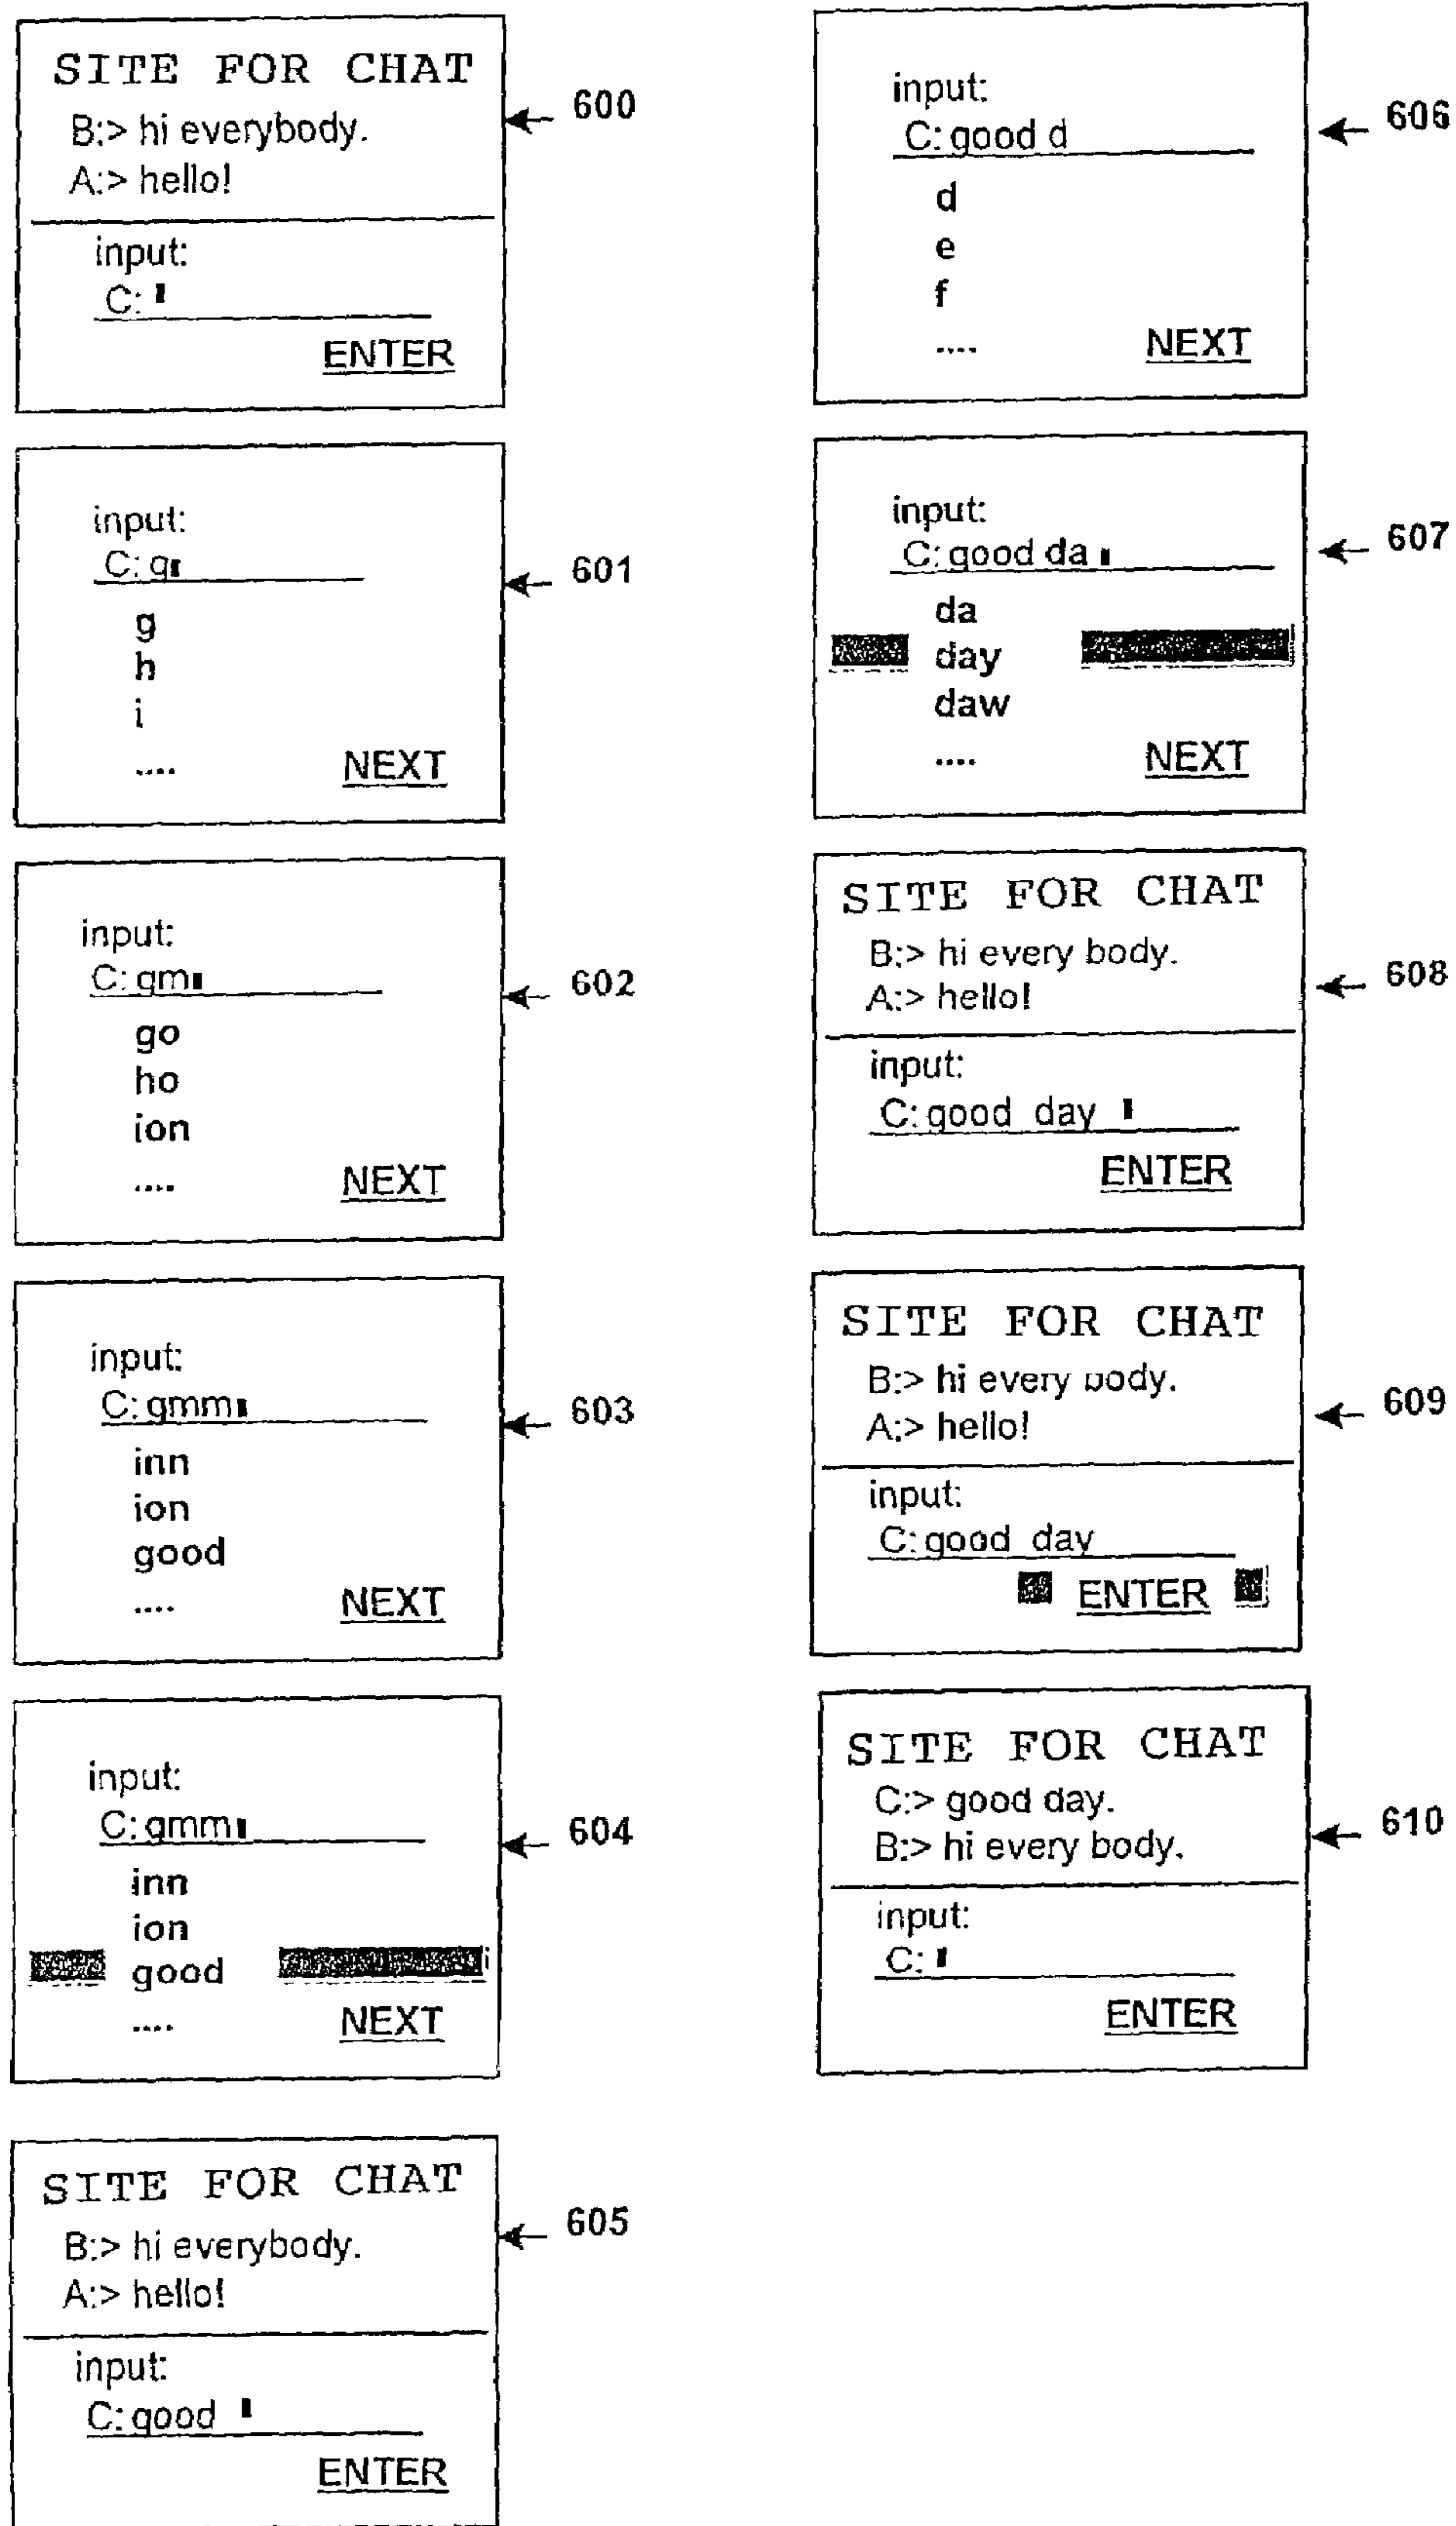 SITE FOR CHAT
B:> hi everybody.
A:> hello!
input:
C:
ENTER
600
input:
C: g
g
h
i
....
NEXT
601
input:
C: gm
go
ho
ion
....
NEXT
602
input:
C: gmm
inn
ion
good
....
NEXT
603
input:
C: gmm
inn
ion
good
....
NEXT
604
SITE FOR CHAT
B:> hi everybody.
A:> hello!
input:
C: good
ENTER
605
input:
C: good d
d
e
f
....
NEXT
606
input:
C: good da
da
day
daw
....
NEXT
607
SITE FOR CHAT
B:> hi every body.
A:> hello!
input:
C: good day
ENTER
608
SITE FOR CHAT
B:> hi every body.
A:> hello!
input:
C: good day
ENTER
609
SITE FOR CHAT
C:> good day.
B:> hi every body.
input:
C:
ENTER
610